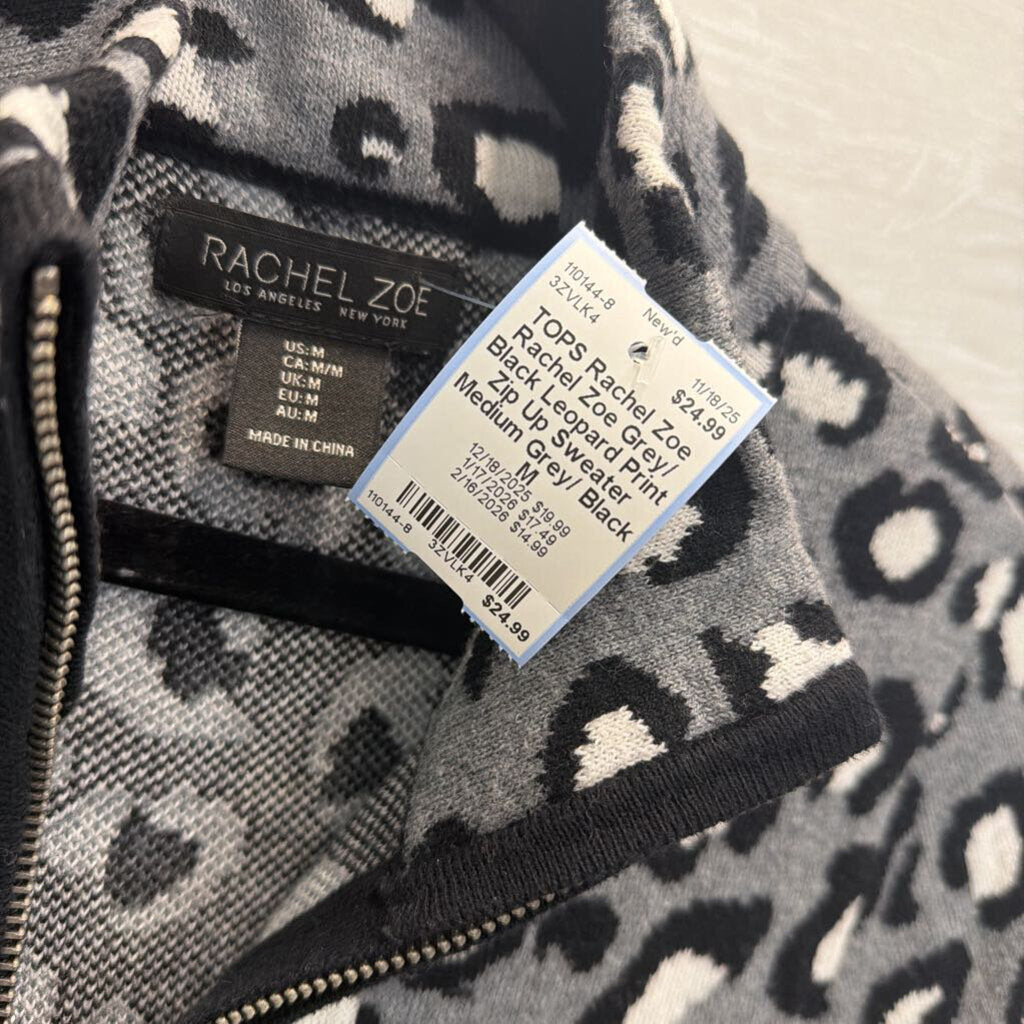 RACHEL ZOE
LOS ANGELES NEW YORK
US: M
CA: M/M
UK: M
EU: M
AU: M
MADE IN CHINA
110144-8
3ZVLK4
New'd
11/18/25
$24.99
TOPS Rachel Zoe
Rachel Zoe Grey/
Black Leopard Print
Zip Up Sweater
Medium Grey/ Black
M
12/18/2025 $19.99
1/17/2026 $17.49
2/16/2026 $14.99
110144-8
3ZVLK4
$24.99